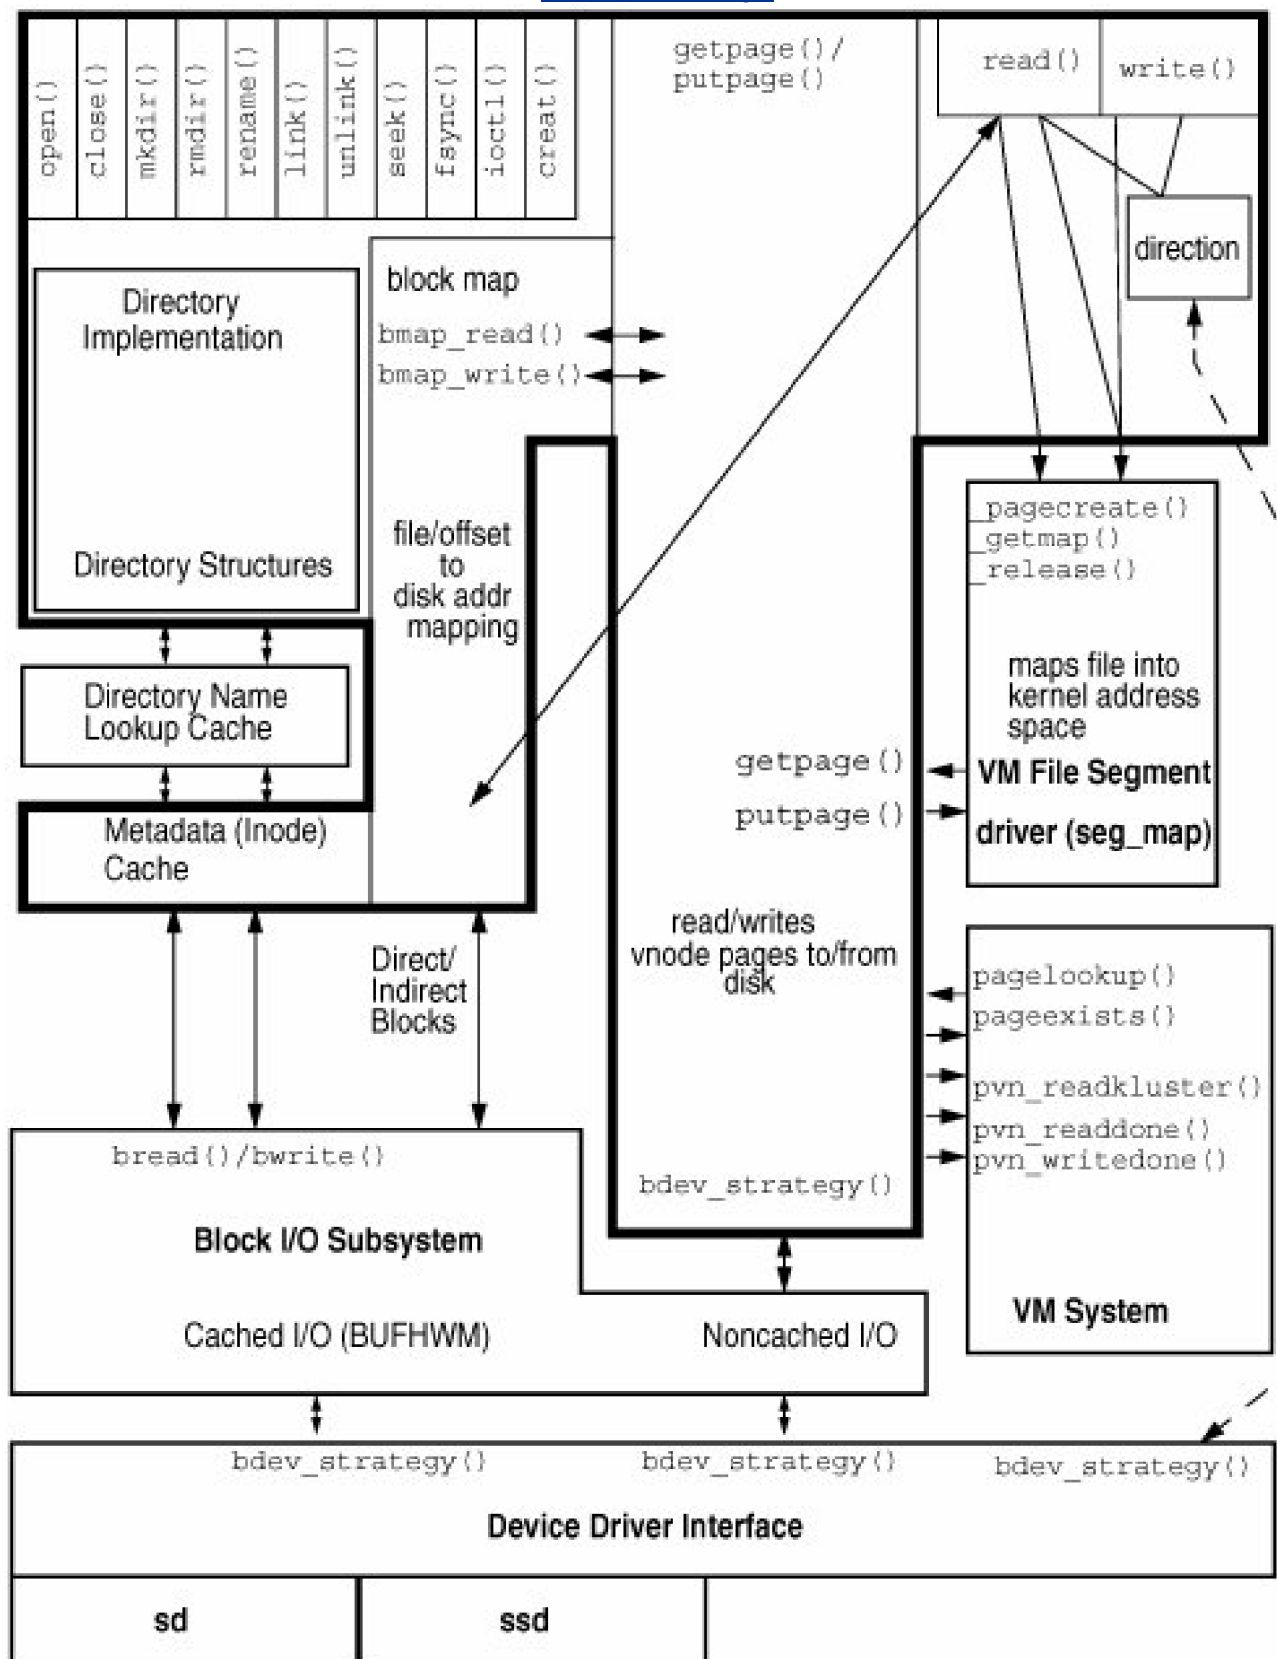 open()
close()
mkdir()
rmdir()
rename()
link()
unlink()
seek()
fsync()
ioctl()
creat()
getpage()/
putpage()
read()
write()
direction
Directory
Implementation
Directory Structures
block map
bmap_read()
bmap_write()
file/offset
to
disk addr
mapping
_pagecreate()
_getmap()
_release()
maps file into
kernel address
space
VM File Segment
driver (seg_map)
Directory Name
Lookup Cache
Metadata (Inode)
Cache
getpage()
putpage()
read/writes
vnode pages to/from
disk
Direct/
Indirect
Blocks
pagelookup()
pageexists()
pvn_readkluster()
pvn_readdone()
pvn_writedone()
VM System
bread()/bwrite()
bdev_strategy()
Block I/O Subsystem
Cached I/O (BUFHWM)
Noncached I/O
bdev_strategy()
bdev_strategy()
bdev_strategy()
Device Driver Interface
sd
ssd